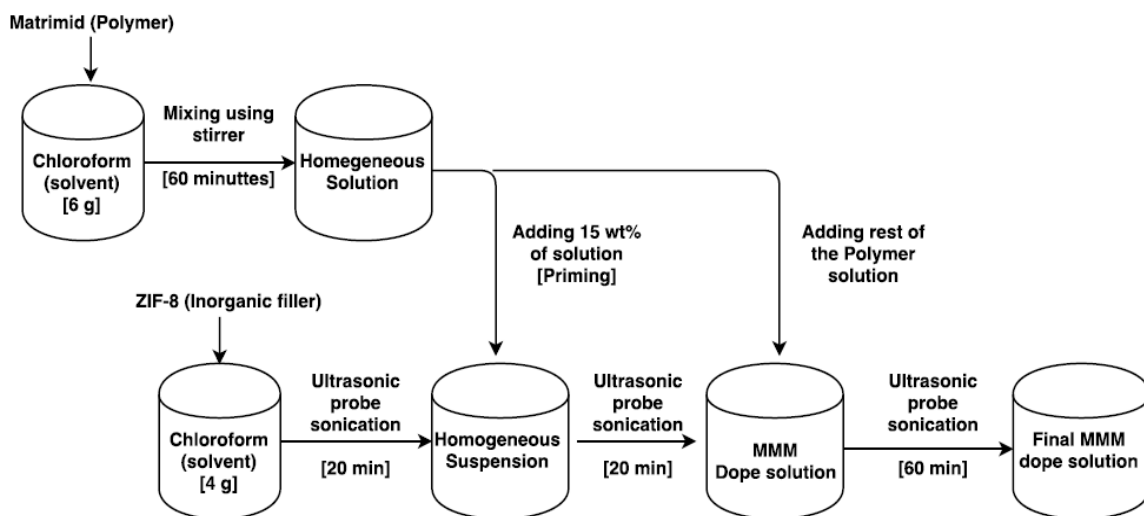 Matrimid (Polymer)
Mixing using
stirrer
[60 minuttes]
Chloroform
(solvent)
[6 g]
Homegeneous
Solution
Adding 15 wt%
of solution
[Priming]
Adding rest of
the Polymer
solution
ZIF-8 (Inorganic filler)
Chloroform
(solvent)
[4 g]
Ultrasonic
probe
sonication
[20 min]
Homogeneous
Suspension
Ultrasonic
probe
sonication
[20 min]
MMM
Dope solution
Ultrasonic
probe
sonication
[60 min]
Final MMM
dope solution